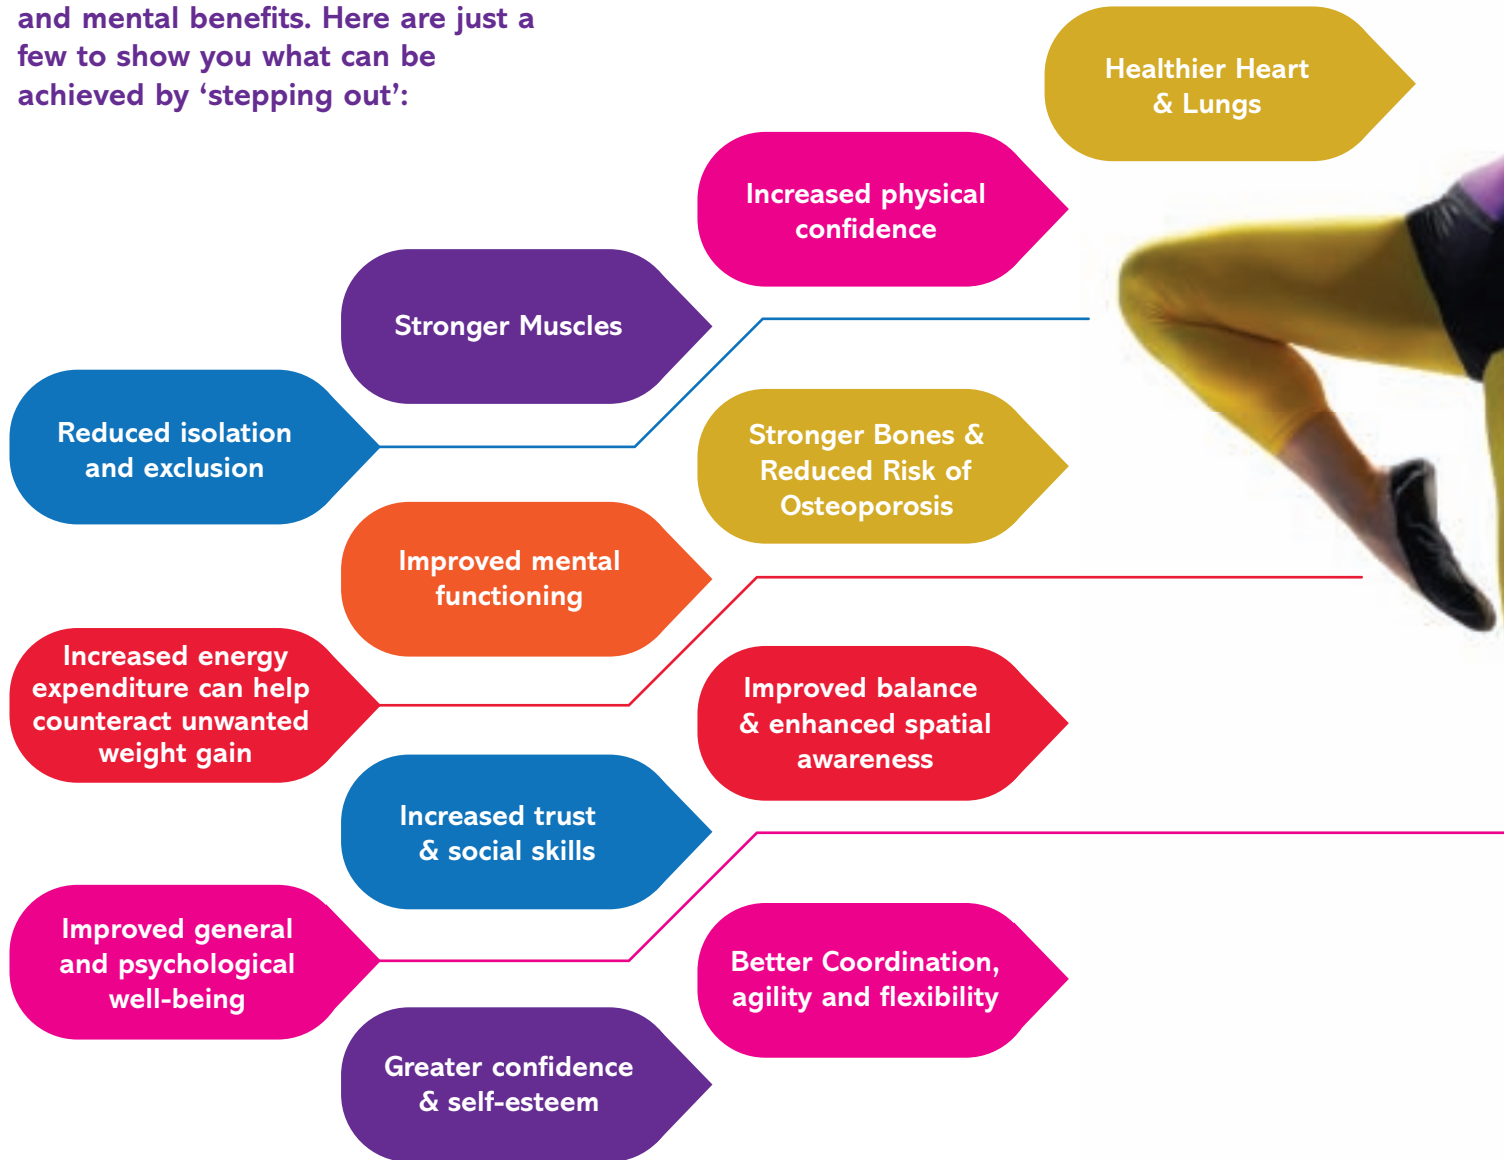 and mental benefits. Here are just a
few to show you what can be
achieved by ‘stepping out’:
Healthier Heart
& Lungs
Increased physical
confidence
Stronger Muscles
Reduced isolation
and exclusion
Stronger Bones &
Reduced Risk of
Osteoporosis
Improved mental
functioning
Increased energy
expenditure can help
counteract unwanted
weight gain
Improved balance
& enhanced spatial
awareness
Increased trust
& social skills
Improved general
and psychological
well-being
Better Coordination,
agility and flexibility
Greater confidence
& self-esteem